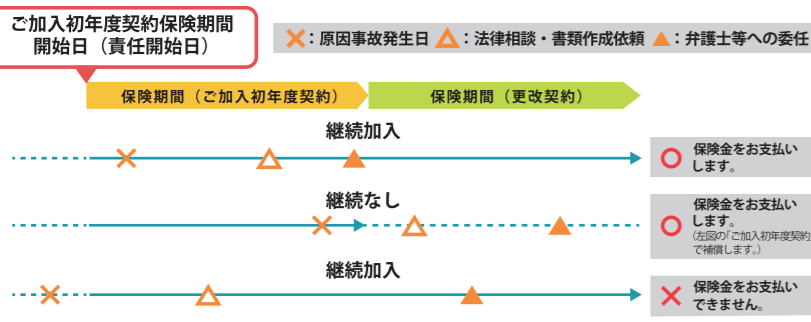 ご加入初年度契約保険期間
開始日（責任開始日）
：原因事故発生日 ：法律相談・書類作成依頼 ：弁護士等への委任
保険期間（ご加入初年度契約） 保険期間（更改契約）
継続加入
保険金をお支払い
します。
継続なし
保険金をお支払い
します。
（左図の「ご加入初年度契約」
で補償します。）
継続加入
保険金をお支払い
できません。